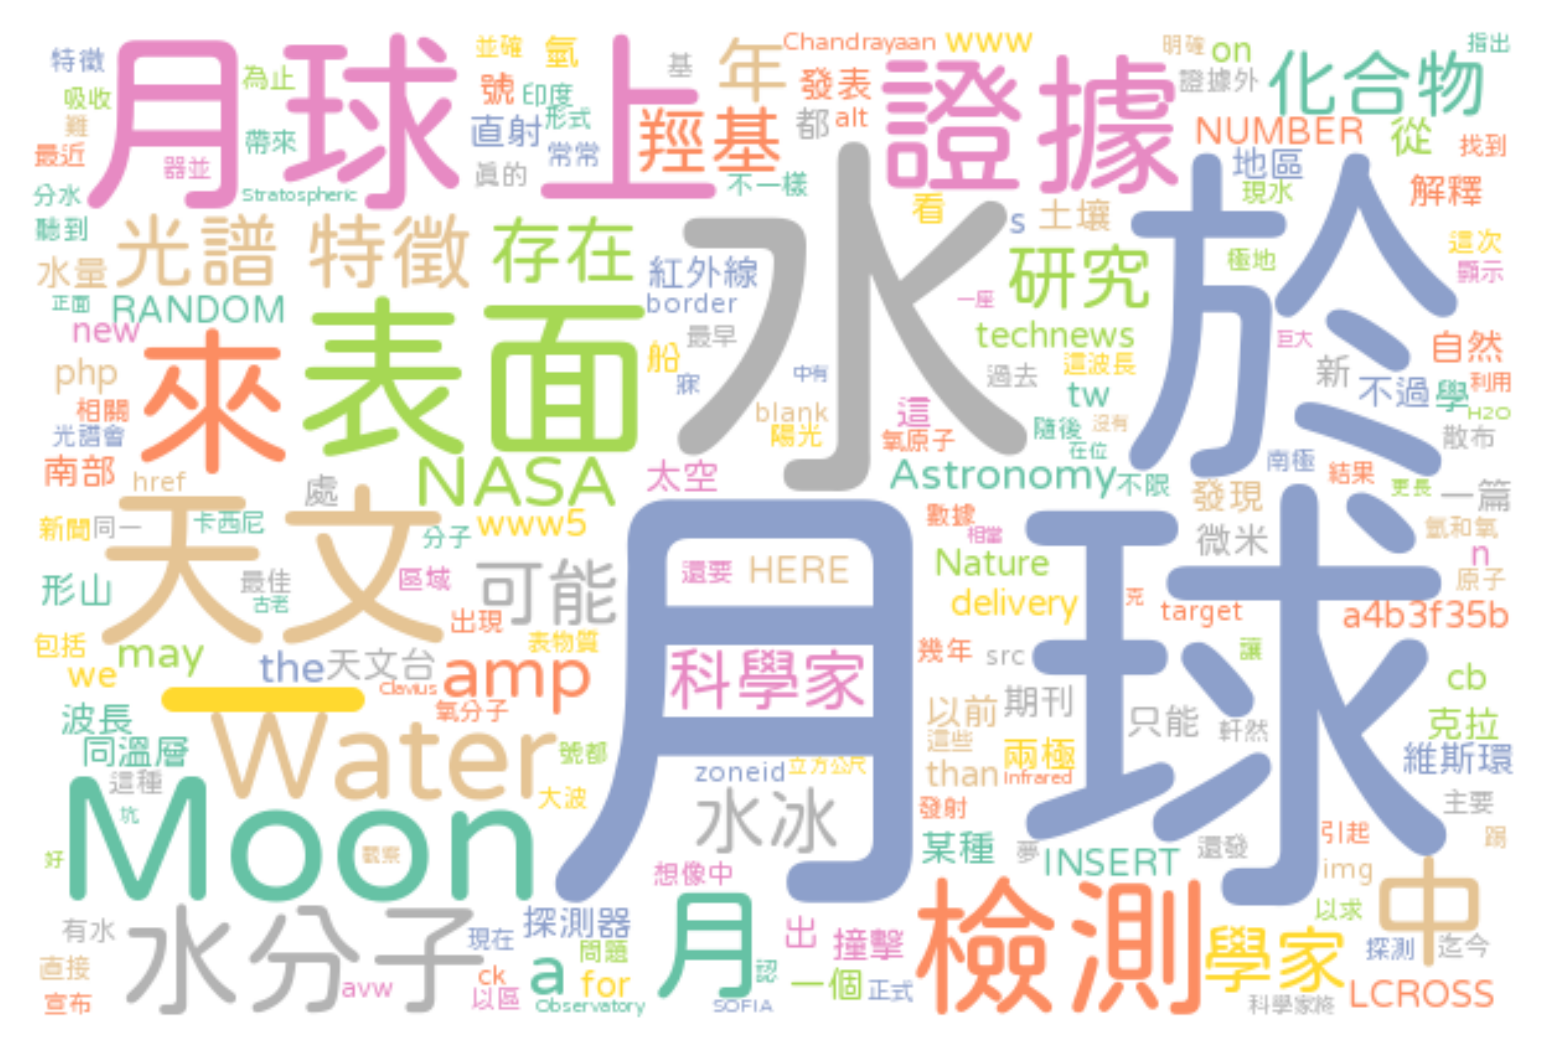 月球上
證據
化合物
年
羥基
Chandrayaan
www
明確
on
指出
證據外
特徵
並確
氫
號
印度
為止
吸收
難
最近
帶來
器並
直射
形式
常常
基
發表
都
alt
NUMBER
從
找到
地區
現水
解釋
分水
Stratospheric
眞的
不一樣
看
s
土壤
聽到
水量
光譜
特徵
存在
紅外線
水
於
研究
極地
這次
顯示
正面
RANDOM
new
border
一座
technews
巨大
自然
來
表面
船
最早
這波長
過去
新
php
相關
寐
中有
tw
不過
學
利用
H2O
光譜會
blank
陽光
這
氧原子
隨後
沒有
在位
散布
南部
href
NASA
太空
Astronomy
不限
南極
結果
更長
一篇
處
天文
新聞
同一
卡西尼
www5
分子
數據
相當
發現
微米
氫和氧
n
原子
月球
還要
HERE
Nature
形山
最佳
古老
區域
可能
delivery
克
target
a4b3f35b
包括
may
出現
表物質
we
the
天文台
Clavius
amp
科學家
幾年
src
讓
cb
一
氧分子
以前
期刊
只能
軒然
克拉
波長
同溫層
Water
號都
這些
兩極
維斯環
這種
zoneid
立方公尺
than
Infrared
大波
主要
坑
Moon
水冰
發射
引起
踢
好
觀察
某種
夢
INSERT
還發
img
想像中
中
水分子
月
檢測
以求
有水
現在
探測器
出
撞擊
學家
探測
迄今
直接
問題
認
a
for
ck
一個
正式
宣布
avw
以區
Observatory
SOFIA
科學家施
LCROSS